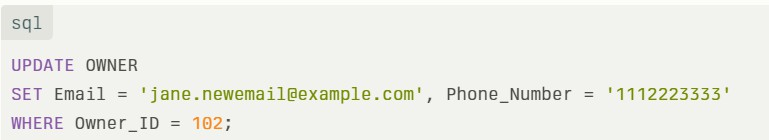 sql
UPDATE OWNER
SET Email = 'jane.newemail@example.com', Phone_Number = '1112223333'
WHERE Owner_ID = 102;